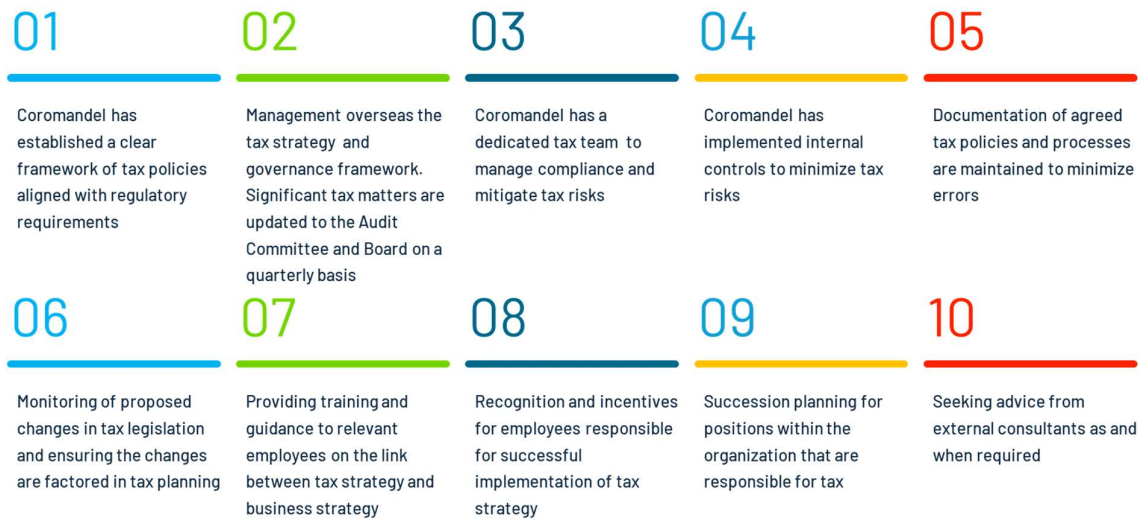 01
Coromandel has
established a clear
framework of tax policies
aligned with regulatory
requirements
02
Management overseas the
tax strategy and
governance framework.
Significant tax matters are
updated to the Audit
Committee and Board on a
quarterly basis
03
Coromandel has a
dedicated tax team to
manage compliance and
mitigate tax risks
04
Coromandel has
implemented internal
controls to minimize tax
risks
05
Documentation of agreed
tax policies and processes
are maintained to minimize
errors
06
Monitoring of proposed
changes in tax legislation
and ensuring the changes
are factored in tax planning
07
Providing training and
guidance to relevant
employees on the link
between tax strategy and
business strategy
08
Recognition and incentives
for employees responsible
for successful
implementation of tax
strategy
09
Succession planning for
positions within the
organization that are
responsible for tax
10
Seeking advice from
external consultants as and
when required